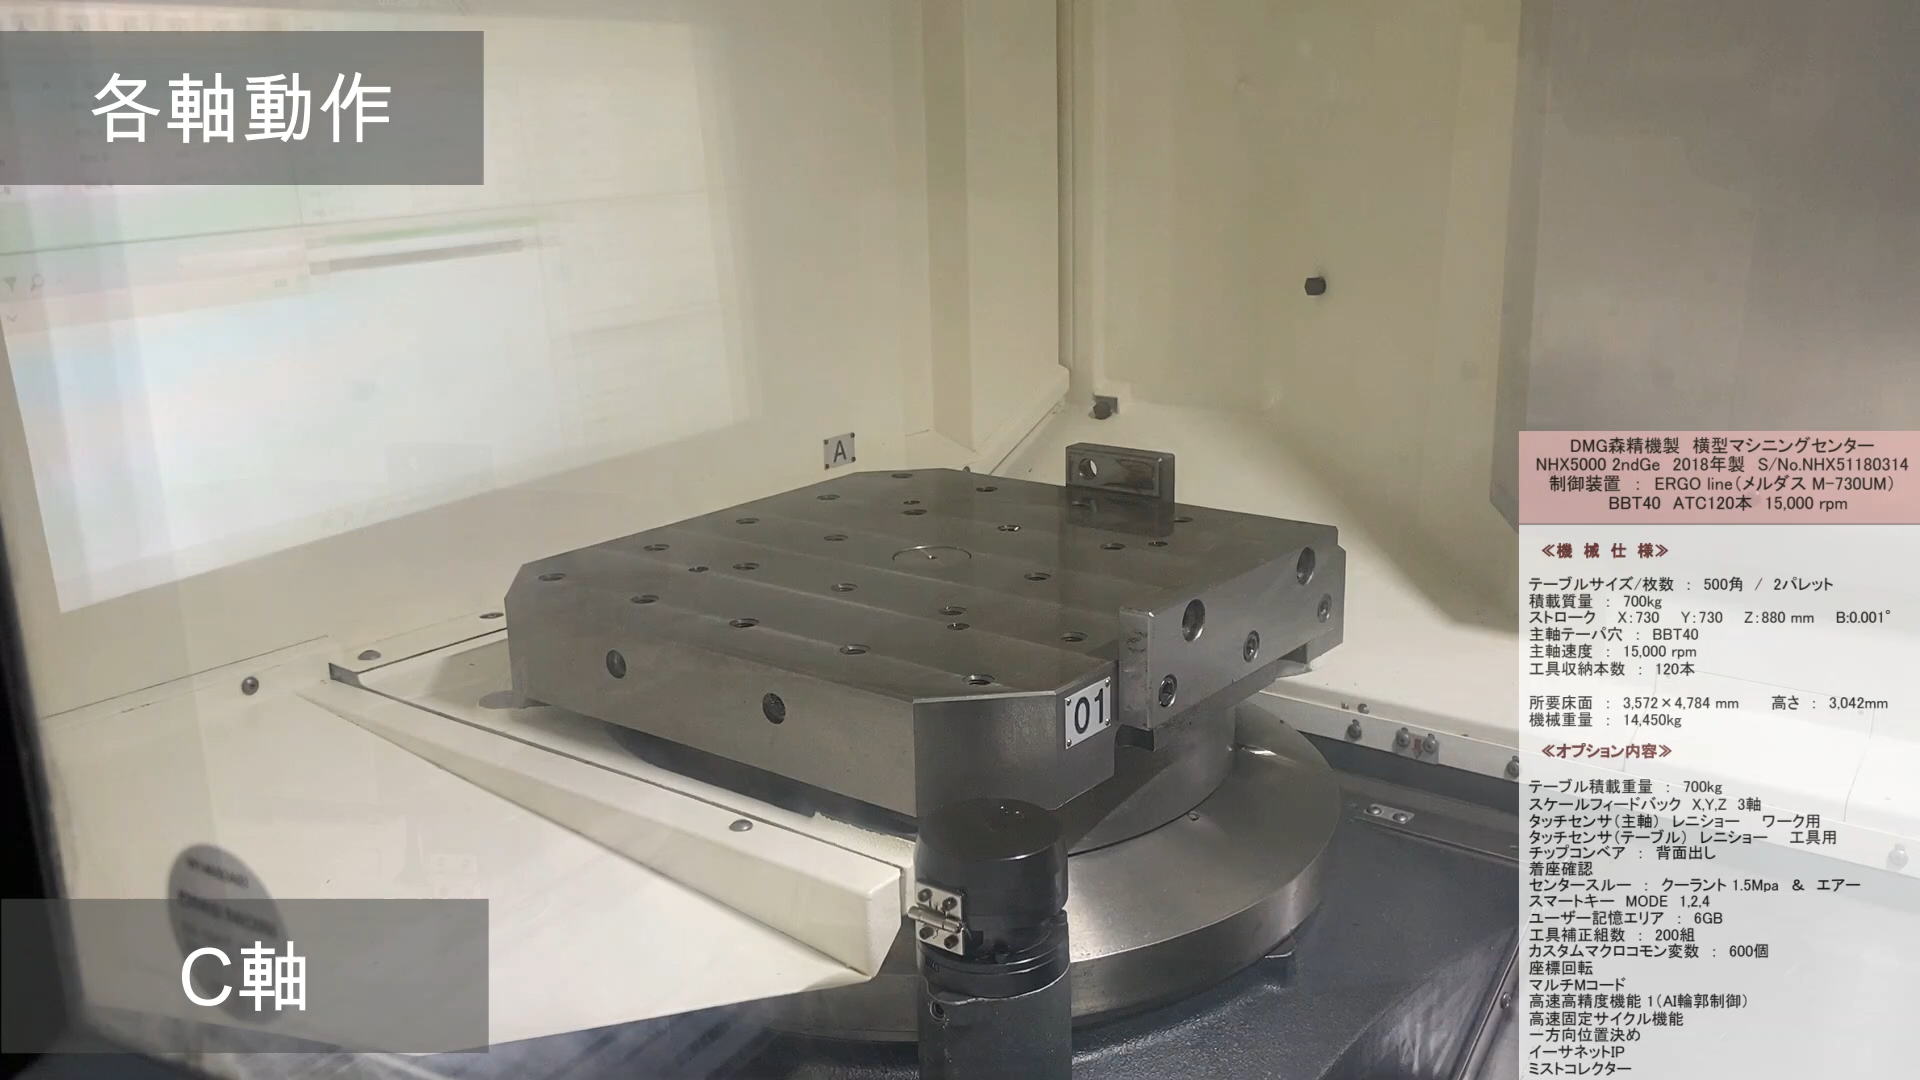 各軸動作
A
01
C軸
DMG森精機製 横型マシニングセンター
NHX5000 2ndGe 2018年製 S/No.NHX51180314
制御装置 : ERGO line(メルダス M-730UM)
BBT40 ATC120本 15,000 rpm
≪機 械 仕 様≫
テーブルサイズ/枚数 : 500角 / 2パレット
積載質量 : 700kg
ストローク X:730 Y:730 Z:880 mm B:0.001°
主軸テーパ穴 : BBT40
主軸速度 : 15,000 rpm
工具収納本数 : 120本
所要床面 : 3,572×4,784 mm 高さ : 3,042mm
機械重量 : 14,450kg
≪オプション内容≫
テーブル積載重量 : 700kg
スケールフィードバック X,Y,Z 3軸
タッチセンサ(主軸) レニショー ワーク用
タッチセンサ(テーブル) レニショー 工具用
チップコンベア : 背面出し
着座確認
センタースルー : クーラント 1.5Mpa & エアー
スマートキー MODE 1,2,4
ユーザー記憶エリア : 6GB
工具補正組数 : 200組
カスタムマクロコモン変数 : 600個
座標回転
マルチMコード
高速高精度機能 1(AI輪郭制御)
高速固定サイクル機能
一方向位置決め
イーサネットIP
ミストコレクター